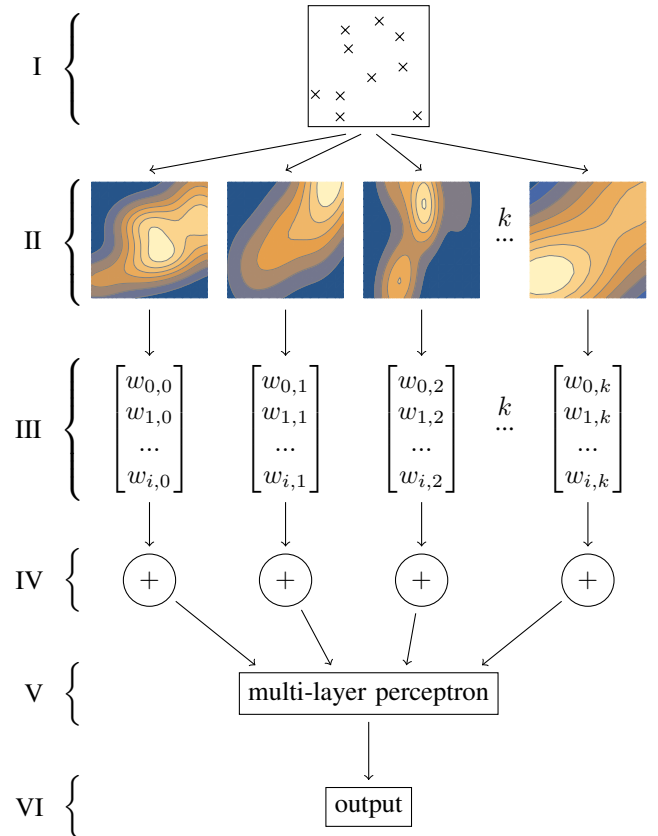 I
II
k
...
III
w0,0
w1,0
...
wi,0
w0,1
w1,1
...
wi,1
w0,2
w1,2
...
wi,2
k
...
w0,k
w1,k
...
wi,k
IV
+
+
+
+
V
multi-layer perceptron
VI
output